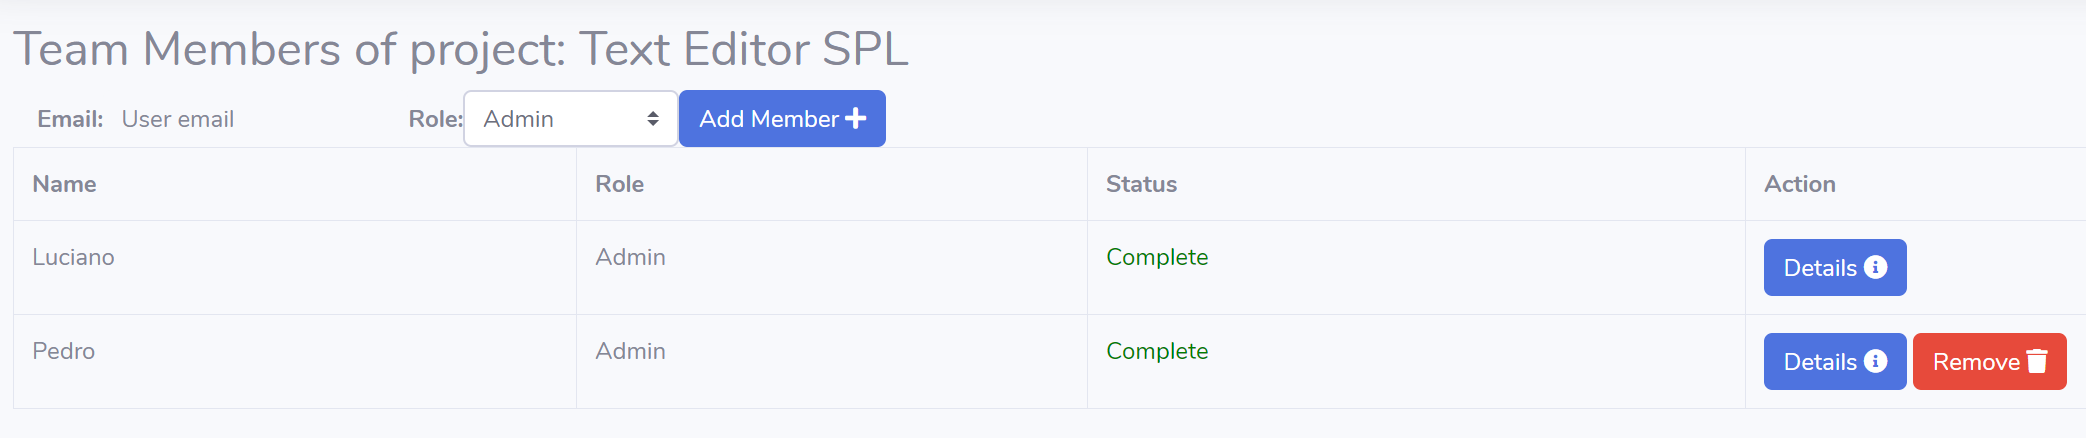 Team Members of project: Text Editor SPL
Email: User email Role: Admin Add Member
Name Role Status Action
Luciano Admin Complete Details
Pedro Admin Complete Details Remove